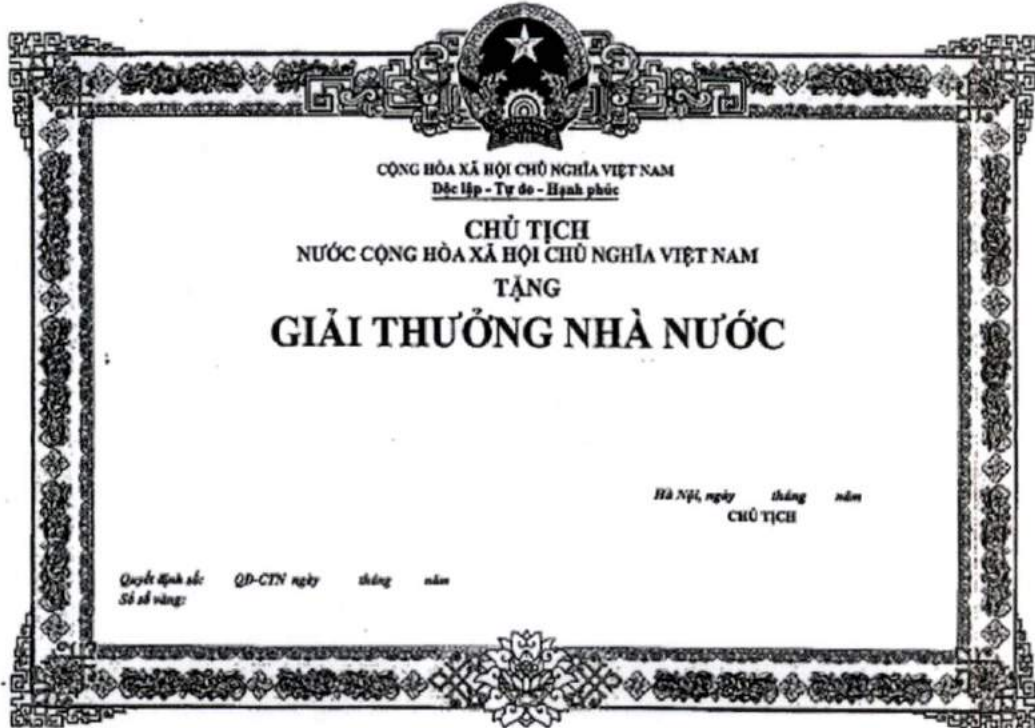 CỘNG HÒA XÃ HỘI CHỦ NGHĨA VIỆT NAM
Độc lập - Tự do - Hạnh phúc
CHỦ TỊCH
NƯỚC CỘNG HÒA XÃ HỘI CHỦ NGHĨA VIỆT NAM
TẶNG
GIẢI THƯỞNG NHÀ NƯỚC
Hà Nội, ngày tháng năm
CHỦ TỊCH
Quyết định số: QĐ-CTN ngày tháng năm
Số sổ vàng: